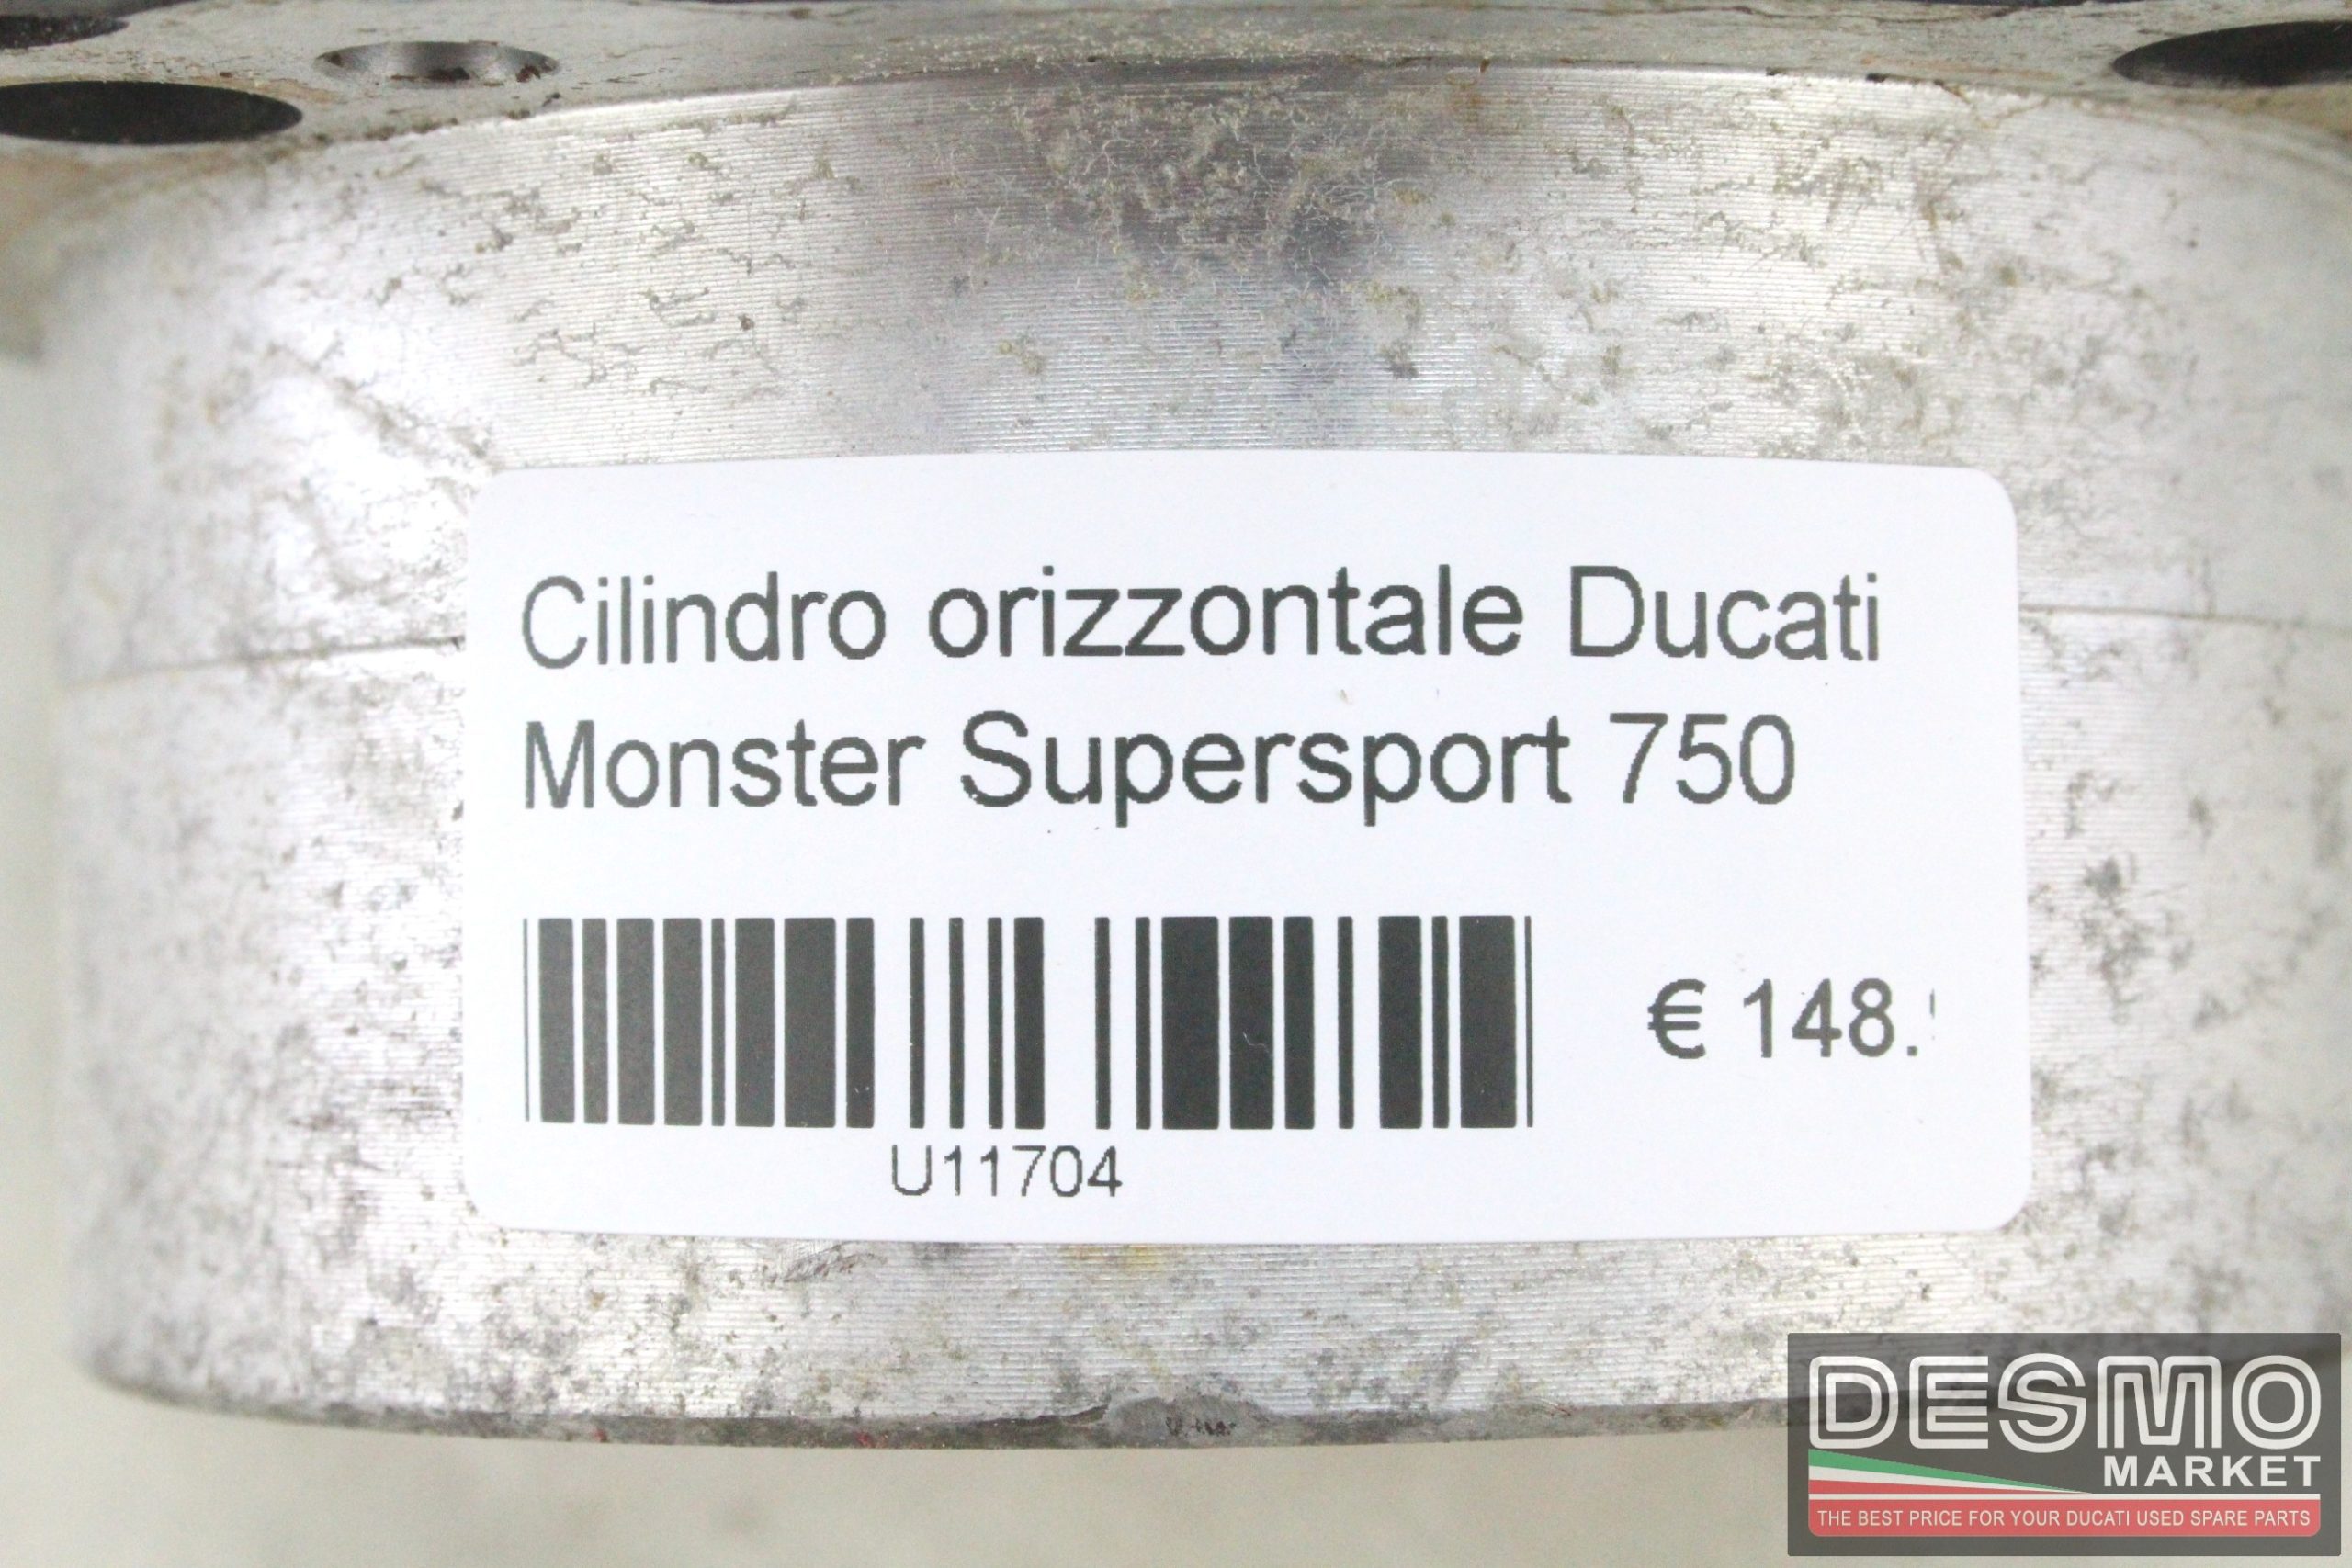 Cilindro orizzontale Ducati
Monster Supersport 750
€ 148.
U11704
DESMO
MARKET
THE BEST PRICE FOR YOUR DUCATI USED SPARE PARTS